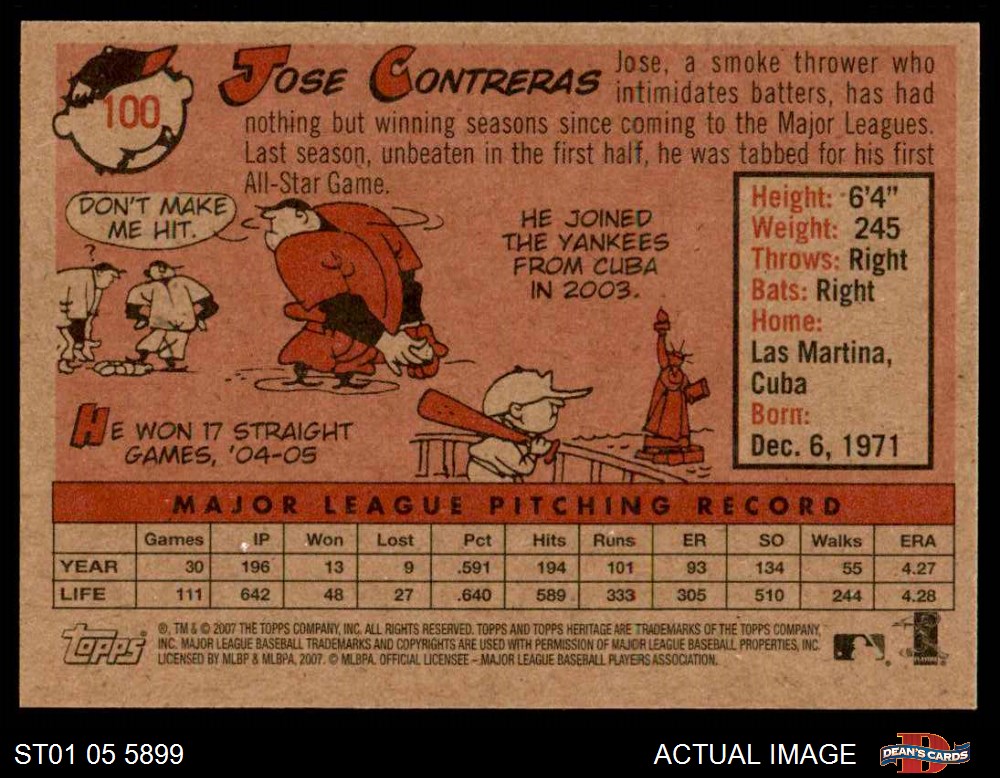 100
JOSE CONTRERAS
Jose, a smoke thrower who
intimidates batters, has had
nothing but winning seasons since coming to the Major Leagues.
Last season, unbeaten in the first half, he was tabbed for his first
All-Star Game.
DON'T MAKE
ME HIT.
?
HE JOINED
THE YANKEES
FROM CUBA
IN 2003.
HE WON 17 STRAIGHT
GAMES, '04-05
Height: 6'4"
Weight: 245
Throws: Right
Bats: Right
Home:
Las Martina,
Cuba
Born:
Dec. 6, 1971
MAJOR LEAGUE PITCHING RECORD
Games IP Won Lost Pct Hits Runs ER SO Walks ERA
YEAR 30 196 13 9 .591 194 101 93 134 55 4.27
LIFE 111 642 48 27 .640 589 333 305 510 244 4.28
Topps
®, TM & © 2007 THE TOPPS COMPANY, INC. ALL RIGHTS RESERVED. TOPPS AND TOPPS HERITAGE ARE TRADEMARKS OF THE TOPPS COMPANY,
INC. MAJOR LEAGUE BASEBALL TRADEMARKS AND COPYRIGHTS ARE USED WITH PERMISSION OF MAJOR LEAGUE BASEBALL PROPERTIES, INC.
LICENSED BY MLBP & MLBPA, 2007. © MLBPA. OFFICIAL LICENSEE – MAJOR LEAGUE BASEBALL PLAYERS ASSOCIATION.
ST01 05 5899
ACTUAL IMAGE
DEAN'S CARDS